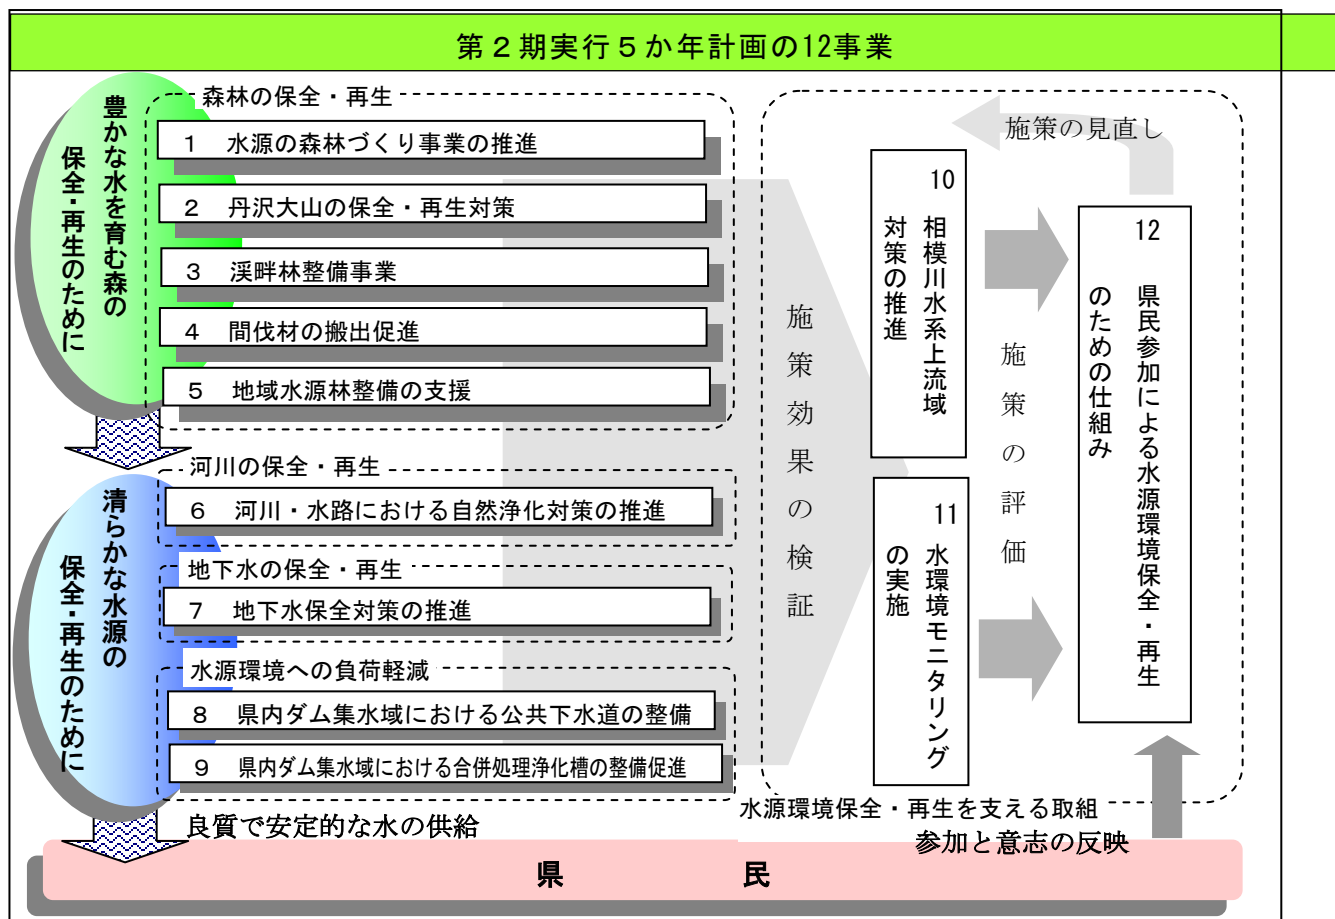 第２期実行５か年計画の12事業
豊かな水を育む森の
保全・再生のために
森林の保全・再生
１　水源の森林づくり事業の推進
２　丹沢大山の保全・再生対策
３　渓畔林整備事業
４　間伐材の搬出促進
５　地域水源林整備の支援
清らかな水源の
保全・再生のために
河川の保全・再生
６　河川・水路における自然浄化対策の推進
地下水の保全・再生
７　地下水保全対策の推進
水源環境への負荷軽減
８　県内ダム集水域における公共下水道の整備
９　県内ダム集水域における合併処理浄化槽の整備促進
施策効果の検証
10　相模川水系上流域
対策の推進
11　水環境モニタリング
の実施
施策の評価
12　県民参加による水源環境保全・再生
のための仕組み
施策の見直し
水源環境保全・再生を支える取組
良質で安定的な水の供給
参加と意志の反映
県　　　民